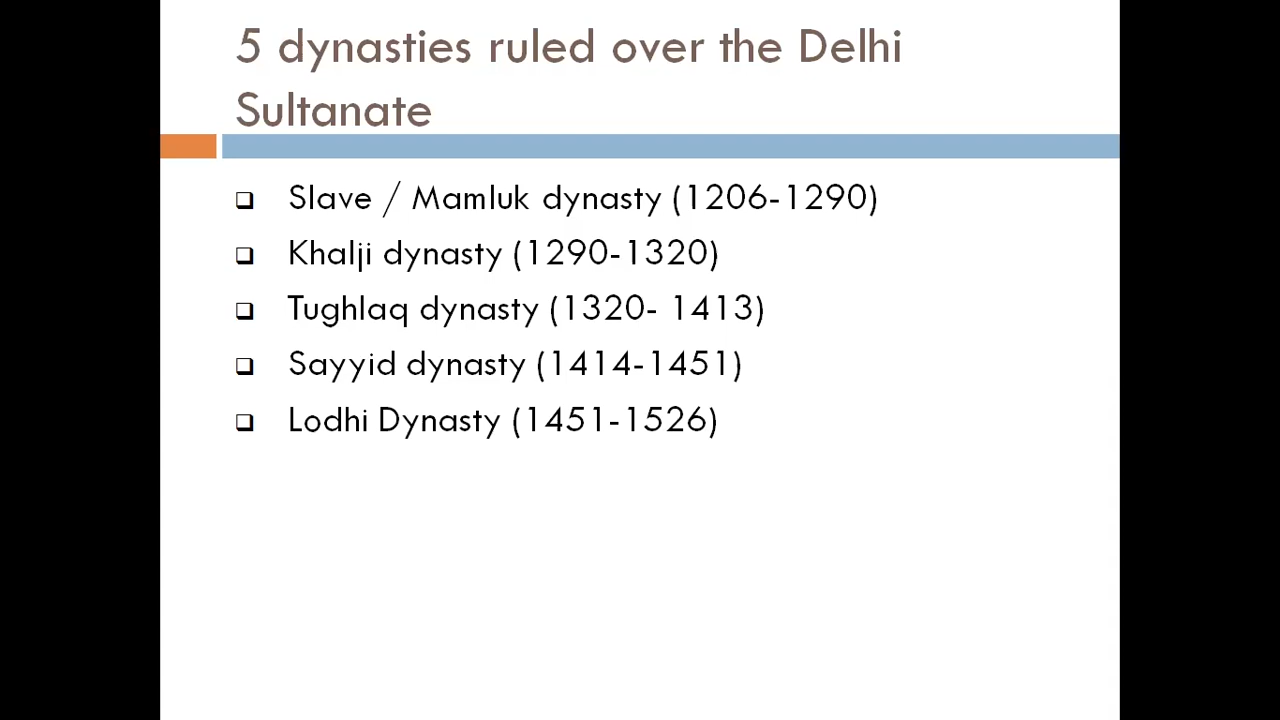 5 dynasties ruled over the Delhi
Sultanate
Slave / Mamluk dynasty (1206-1290)
Khalji dynasty (1290-1320)
Tughlaq dynasty (1320- 1413)
Sayyid dynasty (1414-1451)
Lodhi Dynasty (1451-1526)